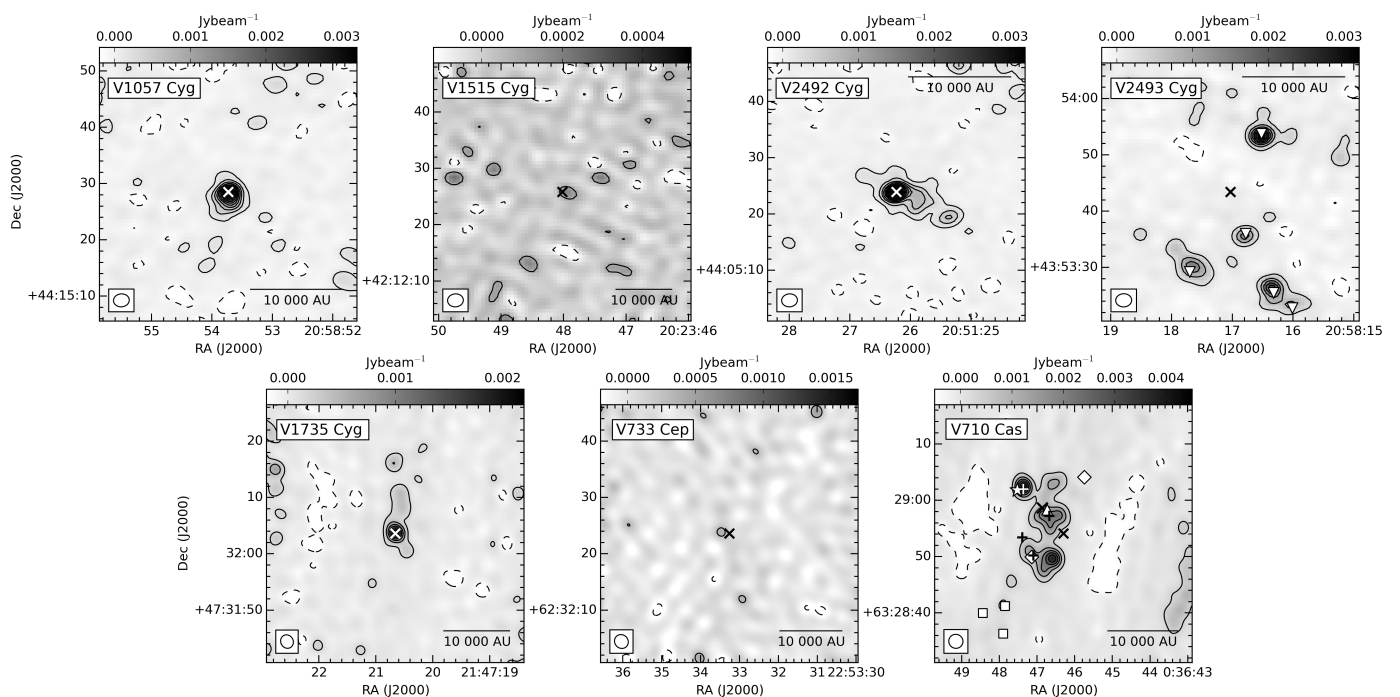 Jybeam⁻¹ Jybeam⁻¹ Jybeam⁻¹ Jybeam⁻¹
0.000 0.001 0.002 0.003 0.0000 0.0002 0.0004 0.000 0.001 0.002 0.003 0.000 0.001 0.002 0.003
V1057 Cyg V1515 Cyg V2492 Cyg V2493 Cyg
10 000 AU 10 000 AU
50 40 30 20 +44:15:10
40 30 20 +42:12:10
40 30 20 +44:05:10
54:00 50 40 +43:53:30
Dec (J2000)
10 000 AU 10 000 AU
55 54 53 20:58:52 50 49 48 47 20:23:46 28 27 26 20:51:25 19 18 17 16 20:58:15
RA (J2000) RA (J2000) RA (J2000) RA (J2000)
Jybeam⁻¹ Jybeam⁻¹ Jybeam⁻¹
0.000 0.001 0.002 0.0000 0.0005 0.0010 0.0015 0.000 0.001 0.002 0.003 0.004
V1735 Cyg V733 Cep V710 Cas
20 10 32:00 +47:31:50
40 30 20 +62:32:10
10 29:00 50 +63:28:40
Dec (J2000)
10 000 AU 10 000 AU 10 000 AU
22 21 20 21:47:19 36 35 34 33 32 31 22:53:30 49 48 47 46 45 44 0:36:43
RA (J2000) RA (J2000) RA (J2000)